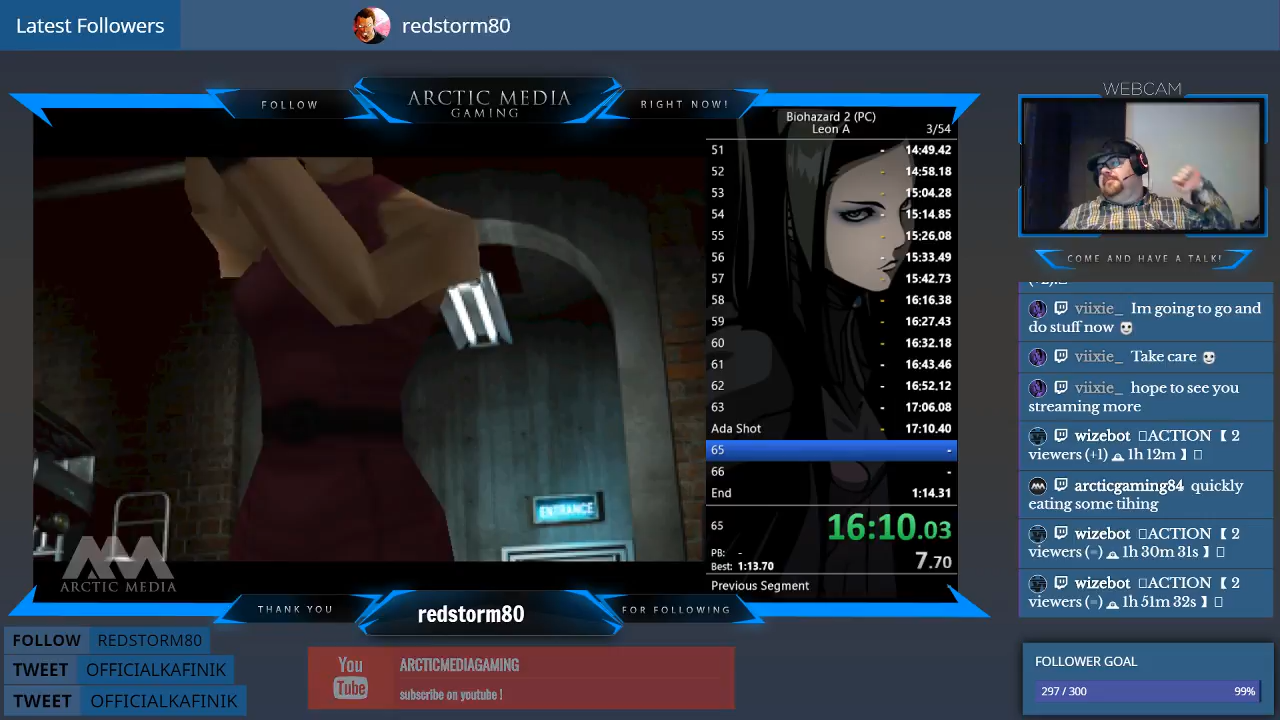 Latest Followers
redstorm80
FOLLOW
ARCTIC MEDIA
GAMING
RIGHT NOW!
Biohazard 2 (PC)
Leon A
3/54
51 - 14:49.42
52 - 14:58.18
53 - 15:04.28
54 - 15:14.85
55 - 15:26.08
56 - 15:33.49
57 - 15:42.73
58 - 16:16.38
59 - 16:27.43
60 - 16:32.18
61 - 16:43.46
62 - 16:52.12
63 - 17:06.08
Ada Shot - 17:10.40
65 -
66 -
End 1:14.31
65 16:10.03
PB: -
Best: 1:13.70
7.70
Previous Segment
ENTRANCE
ARCTIC MEDIA
THANK YOU
redstorm80
FOR FOLLOWING
FOLLOW REDSTORM80
TWEET OFFICIALKAFINIK
TWEET OFFICIALKAFINIK
You
Tube
ARCTICMEDIAGAMING
subscribe on youtube !
WEBCAM
COME AND HAVE A TALK!
viixie_ Im going to go and
do stuff now
viixie_ Take care
viixie_ hope to see you
streaming more
wizebot ACTION【 2
viewers (+1) 1h 12m 】
arcticgaming84 quickly
eating some tihing
wizebot ACTION【 2
viewers (=) 1h 30m 31s 】
wizebot ACTION【 2
viewers (=) 1h 51m 32s 】
FOLLOWER GOAL
297 / 300
99%